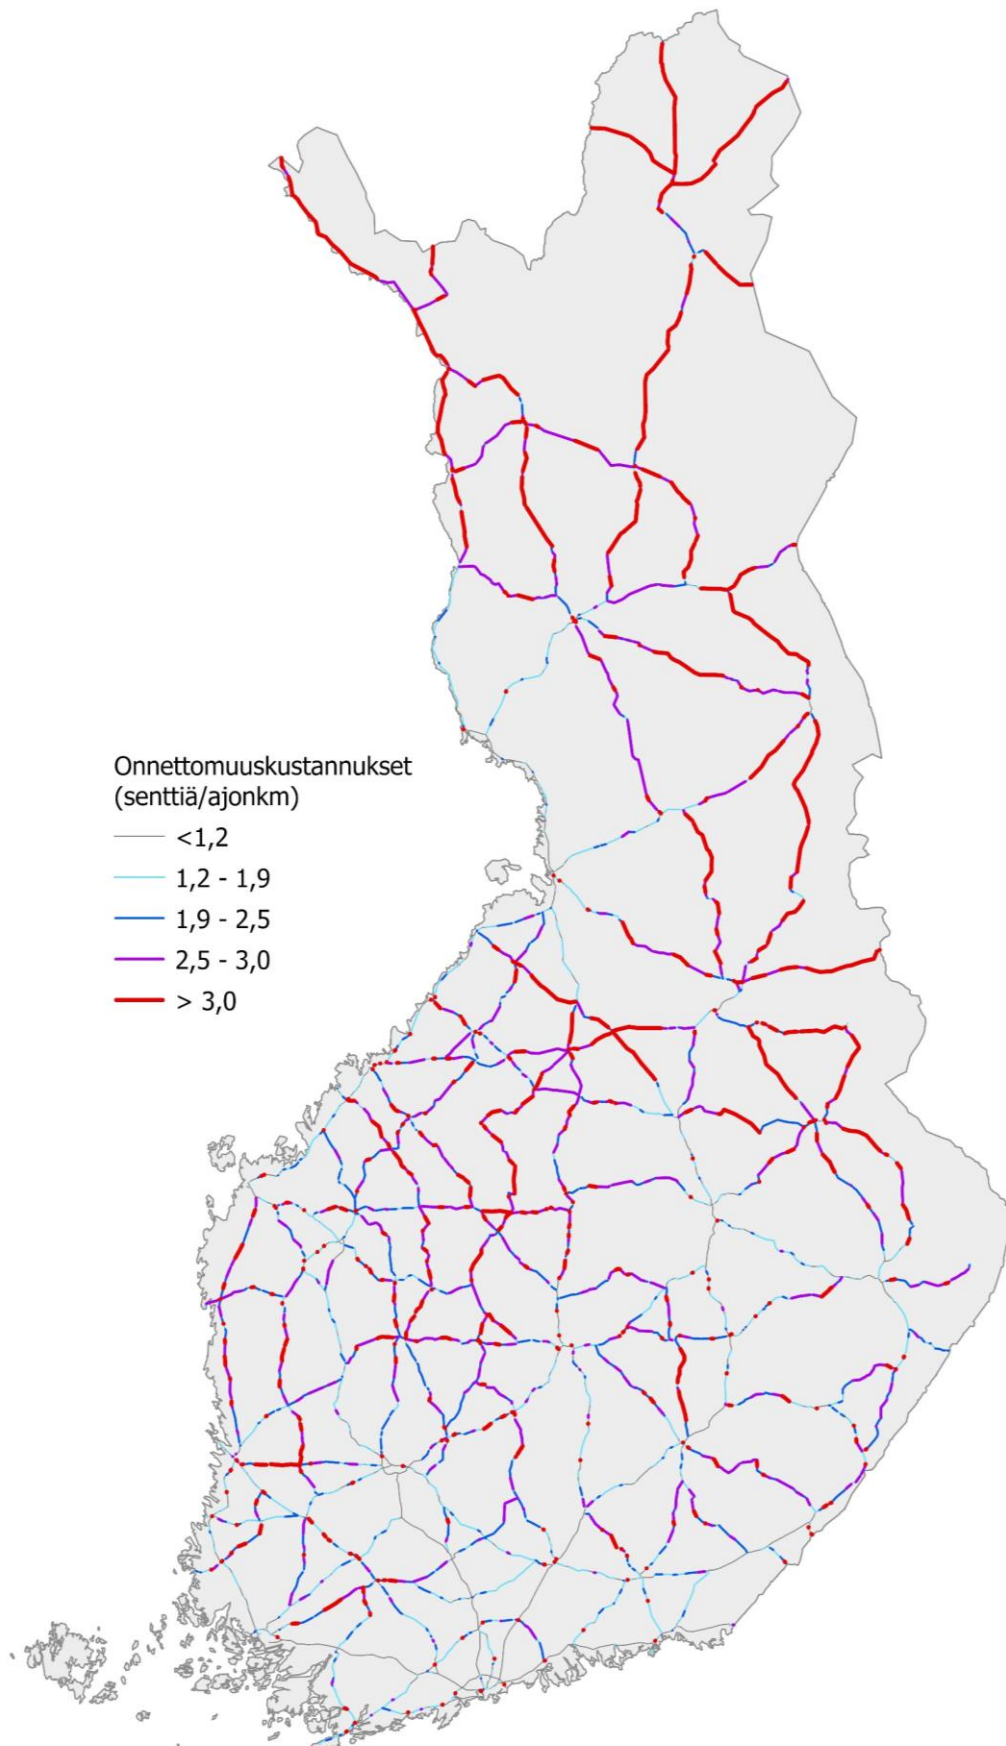 Onnettomuuskustannukset
(senttiä/ajonkm)
<1,2
1,2 - 1,9
1,9 - 2,5
2,5 - 3,0
> 3,0